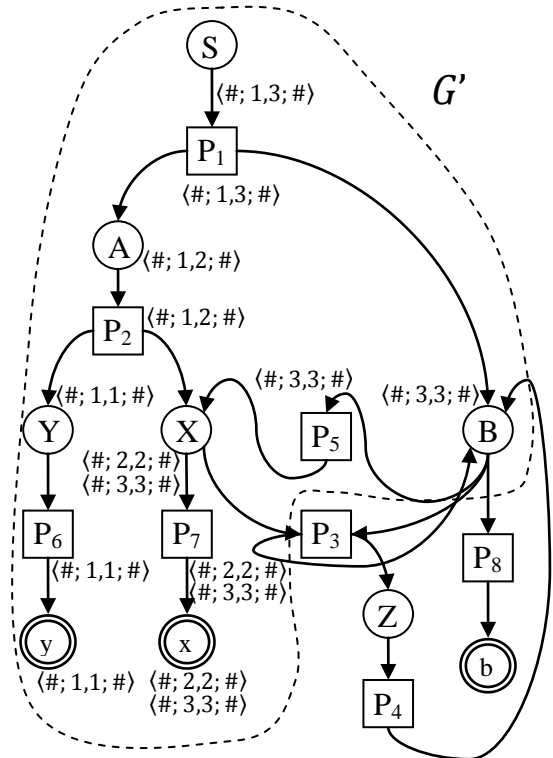 S
⟨#; 1,3; #⟩
G'
P₁
⟨#; 1,3; #⟩
A
⟨#; 1,2; #⟩
P₂
⟨#; 1,2; #⟩
⟨#; 1,1; #⟩
⟨#; 3,3; #⟩
⟨#; 3,3; #⟩
Y
X
P₅
B
⟨#; 2,2; #⟩
⟨#; 3,3; #⟩
P₆
P₇
P₃
P₈
⟨#; 1,1; #⟩
⟨#; 2,2; #⟩
⟨#; 3,3; #⟩
Z
y
x
b
⟨#; 1,1; #⟩
⟨#; 2,2; #⟩
⟨#; 3,3; #⟩
P₄